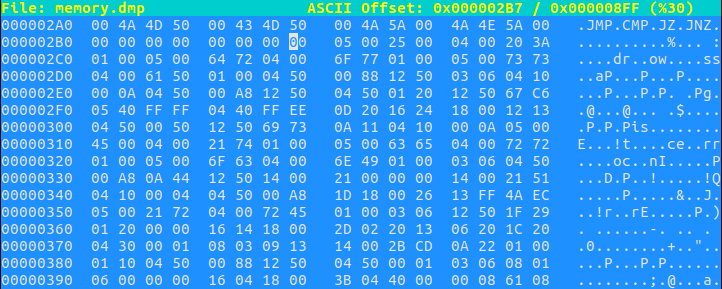 File: memory.dmp ASCII Offset: 0x000002B7 / 0x000008FF (%30)
000002A0 00 4A 4D 50 00 43 4D 50 00 4A 5A 00 4A 4E 5A 00 .JMP.CMP.JZ.JNZ.
000002B0 00 00 00 00 00 00 00 00 05 00 25 00 04 00 20 3A ..........%... :
000002C0 01 00 05 00 64 72 04 00 6F 77 01 00 05 00 73 73 ....dr..ow....ss
000002D0 04 00 61 50 01 00 04 50 00 88 12 50 03 06 04 10 ..aP...P...P....
000002E0 00 0A 04 50 00 A8 12 50 04 50 01 20 12 50 67 C6 ...P...P.P. .Pg.
000002F0 05 40 FF FF 04 40 FF EE 0D 20 16 24 18 00 12 13 .@...@... .$....
00000300 04 50 00 50 12 50 69 73 0A 11 04 10 00 0A 05 00 .P.P.Pis........
00000310 45 00 04 00 21 74 01 00 05 00 63 65 04 00 72 72 E...!t....ce..rr
00000320 01 00 05 00 6F 63 04 00 6E 49 01 00 03 06 04 50 ....oc..nI.....P
00000330 00 A8 0A 44 12 50 14 00 21 00 00 00 14 00 21 51 ...D.P..!.....!Q
00000340 04 10 00 04 04 50 00 A8 1D 18 00 26 13 FF 4A EC .....P.....&..J.
00000350 05 00 21 72 04 00 72 45 01 00 03 06 12 50 1F 29 ..!r..rE.....P.)
00000360 01 20 00 00 16 14 18 00 2D 02 20 13 06 20 1C 20 . ......-. .. .
00000370 04 30 00 01 08 03 09 13 14 00 2B CD 0A 22 01 00 .0........+.."..
00000380 01 10 04 50 00 88 12 50 04 50 00 01 03 06 08 01 ...P...P.P......
00000390 06 00 00 00 16 04 18 00 3B 04 40 00 00 08 61 08 ........;.@...a.